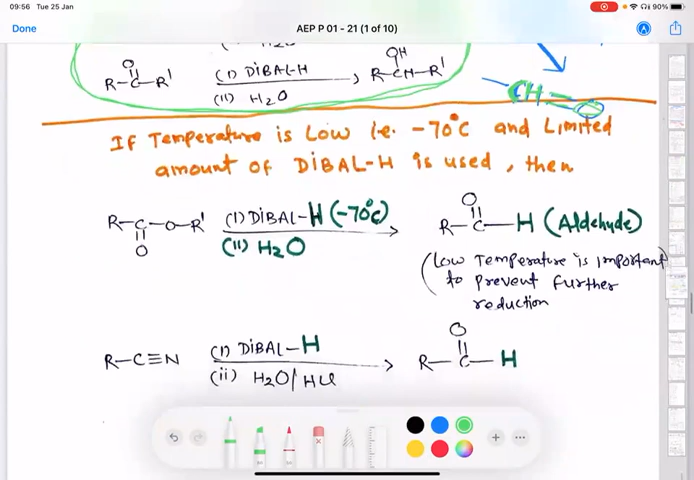 09:56 Tue 25 Jan
90%
Done
AEP P 01 - 21 (1 of 10)
O
OH
R-C-R' (i) DiBAL-H R-CH-R'
(ii) H2O
CH-
If Temperature is Low i.e. -70°C and Limited
amount of DIBAL-H is used, then
R-C-O-R' (i) DiBAL-H (-70°C) R-C-H (Aldehyde)
O (ii) H2O O
(Low Temperature is important
to prevent further
reduction
R-C≡N (i) DiBAL-H R-C-H
(ii) H2O/HCl O